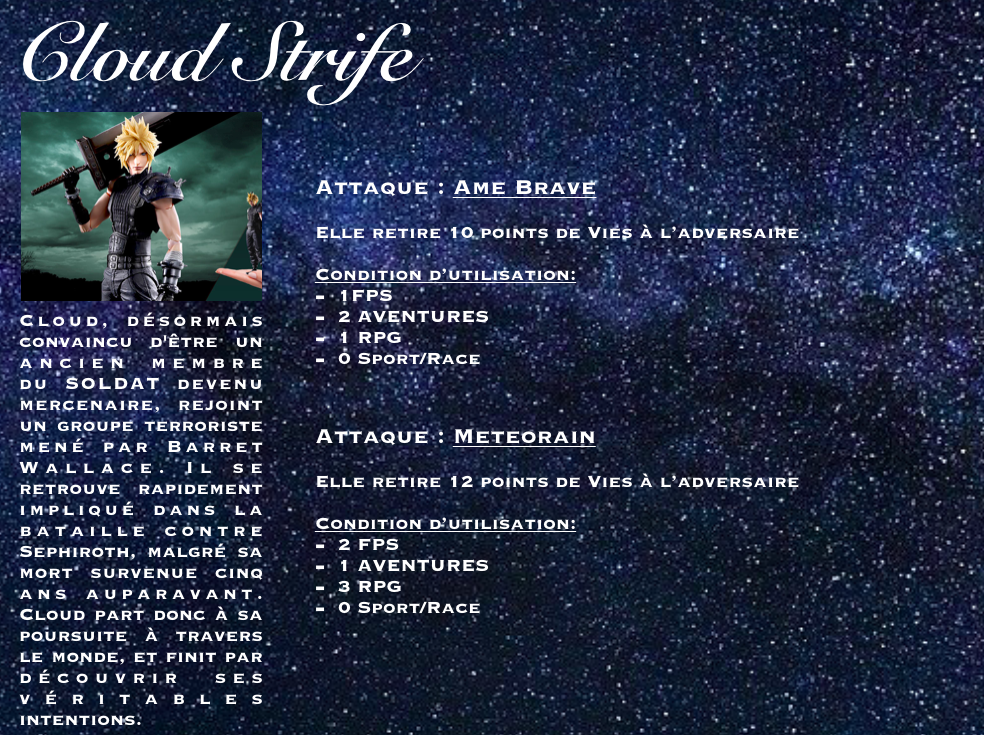 Cloud Strife
Cloud, désormais
convaincu d'être un
ancien membre
du SOLDAT devenu
mercenaire, rejoint
un groupe terroriste
mené par Barret
Wallace. Il se
retrouve rapidement
impliqué dans la
bataille contre
Sephiroth, malgré sa
mort survenue cinq
ans auparavant.
Cloud part donc à sa
poursuite à travers
le monde, et finit par
découvrir ses
véritables
intentions.
Attaque : Ame Brave
Elle retire 10 points de Vies à l’adversaire
Condition d’utilisation:
- 1FPS
- 2 AVENTURES
- 1 RPG
- 0 Sport/Race
Attaque : Meteorain
Elle retire 12 points de Vies à l’adversaire
Condition d’utilisation:
- 2 FPS
- 1 AVENTURES
- 3 RPG
- 0 Sport/Race